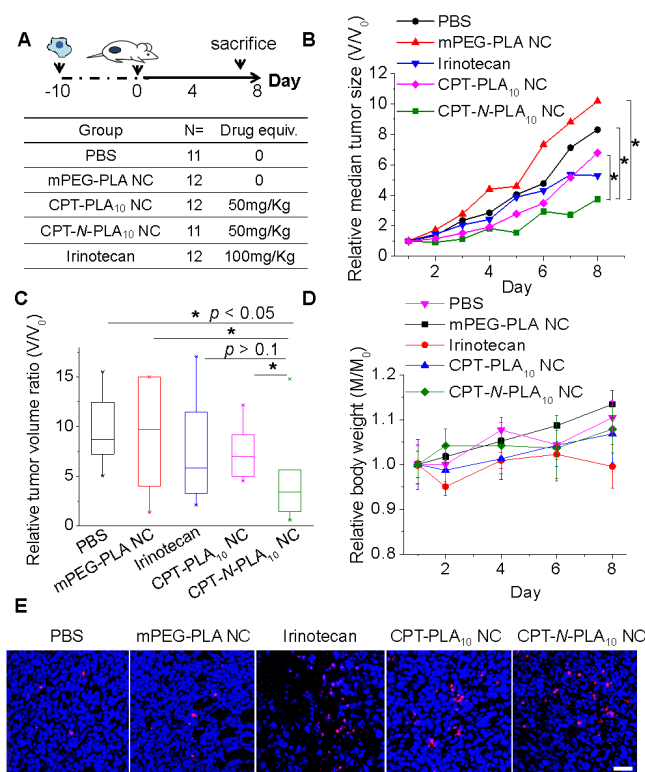 A
sacrifice
-10 0 4 8 Day
Group N= Drug equiv.
PBS 11 0
mPEG-PLA NC 12 0
CPT-PLA₁₀ NC 12 50mg/Kg
CPT-N-PLA₁₀ NC 11 50mg/Kg
Irinotecan 12 100mg/Kg
B
Relative median tumor size (V/V₀)
PBS
mPEG-PLA NC
Irinotecan
CPT-PLA₁₀ NC
CPT-N-PLA₁₀ NC
12
10
8
6
4
2
0
2 4 6 8
Day
* * *
C
Relative tumor volume ratio (V/V₀)
* p < 0.05
*
p > 0.1
*
15
10
5
0
PBS
mPEG-PLA NC
Irinotecan
CPT-PLA₁₀ NC
CPT-N-PLA₁₀ NC
D
Relative body weight (M/M₀)
PBS
mPEG-PLA NC
Irinotecan
CPT-PLA₁₀ NC
CPT-N-PLA₁₀ NC
1.2
1.1
1.0
0.9
0.8
2 4 6 8
Day
E
PBS mPEG-PLA NC Irinotecan CPT-PLA₁₀ NC CPT-N-PLA₁₀ NC